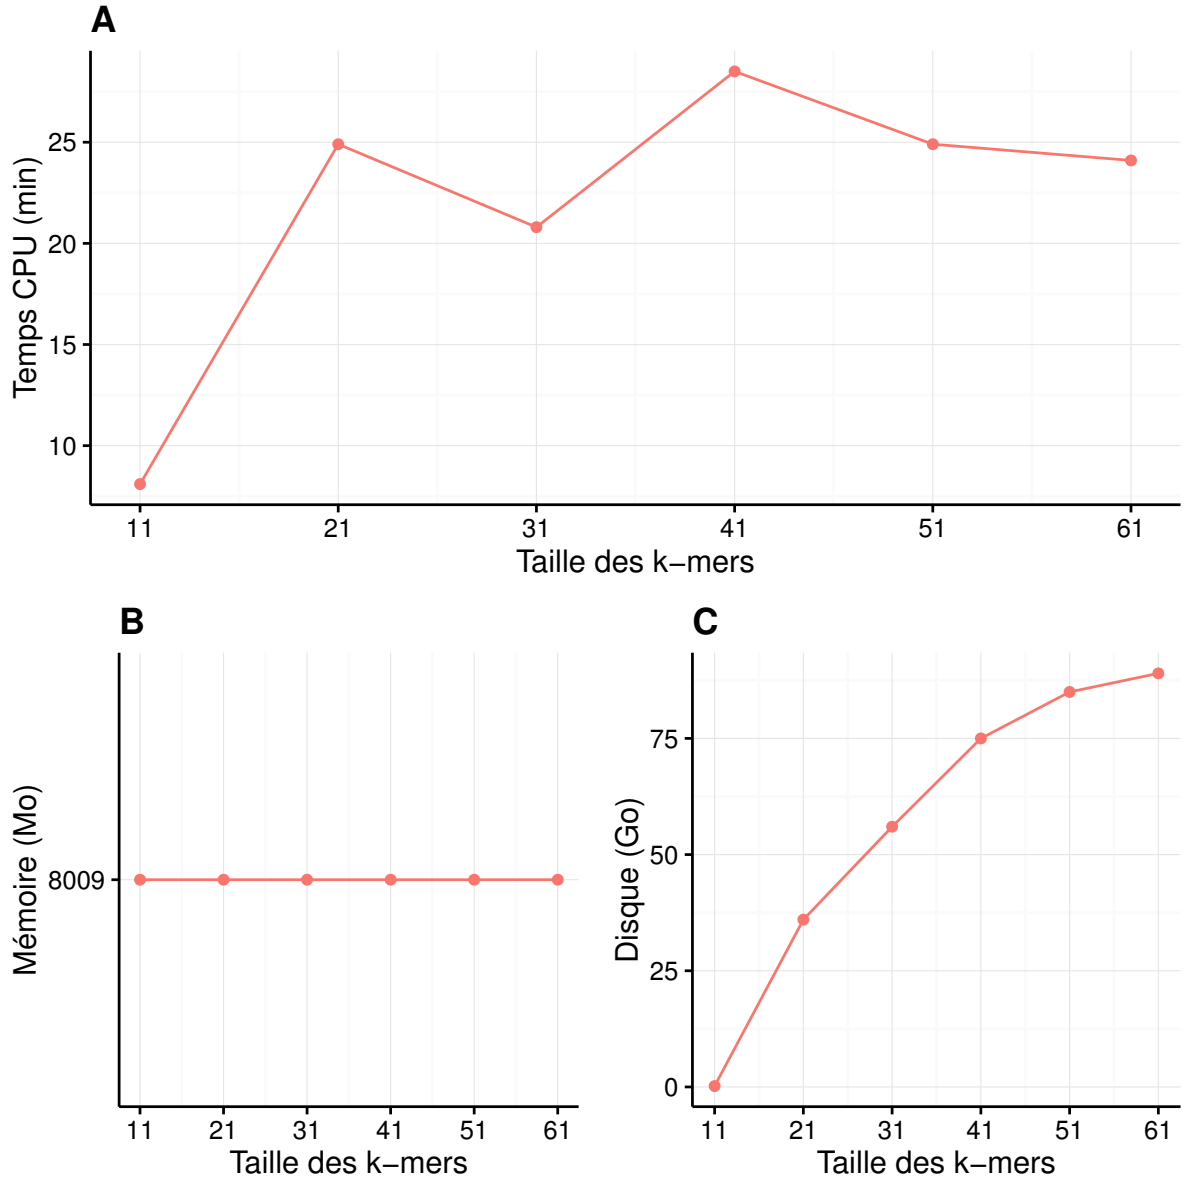 A
Temps CPU (min)
25
20
15
10
11 21 31 41 51 61
Taille des k−mers
B
Mémoire (Mo)
8009
11 21 31 41 51 61
Taille des k−mers
C
Disque (Go)
75
50
25
0
11 21 31 41 51 61
Taille des k−mers